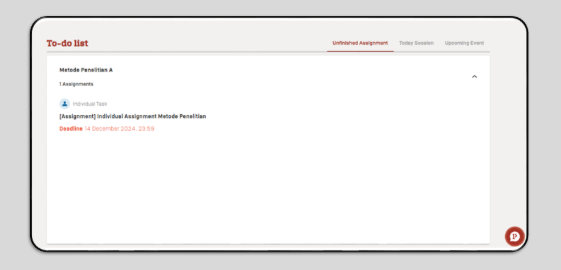 To-do list
Unfinished Assignment Today Session Upcoming Event
Metode Penelitian A
1 Assignments
Individual Task
[Assignment] Individual Assignment Metode Penelitian
Deadline 14 December 2024, 23:59